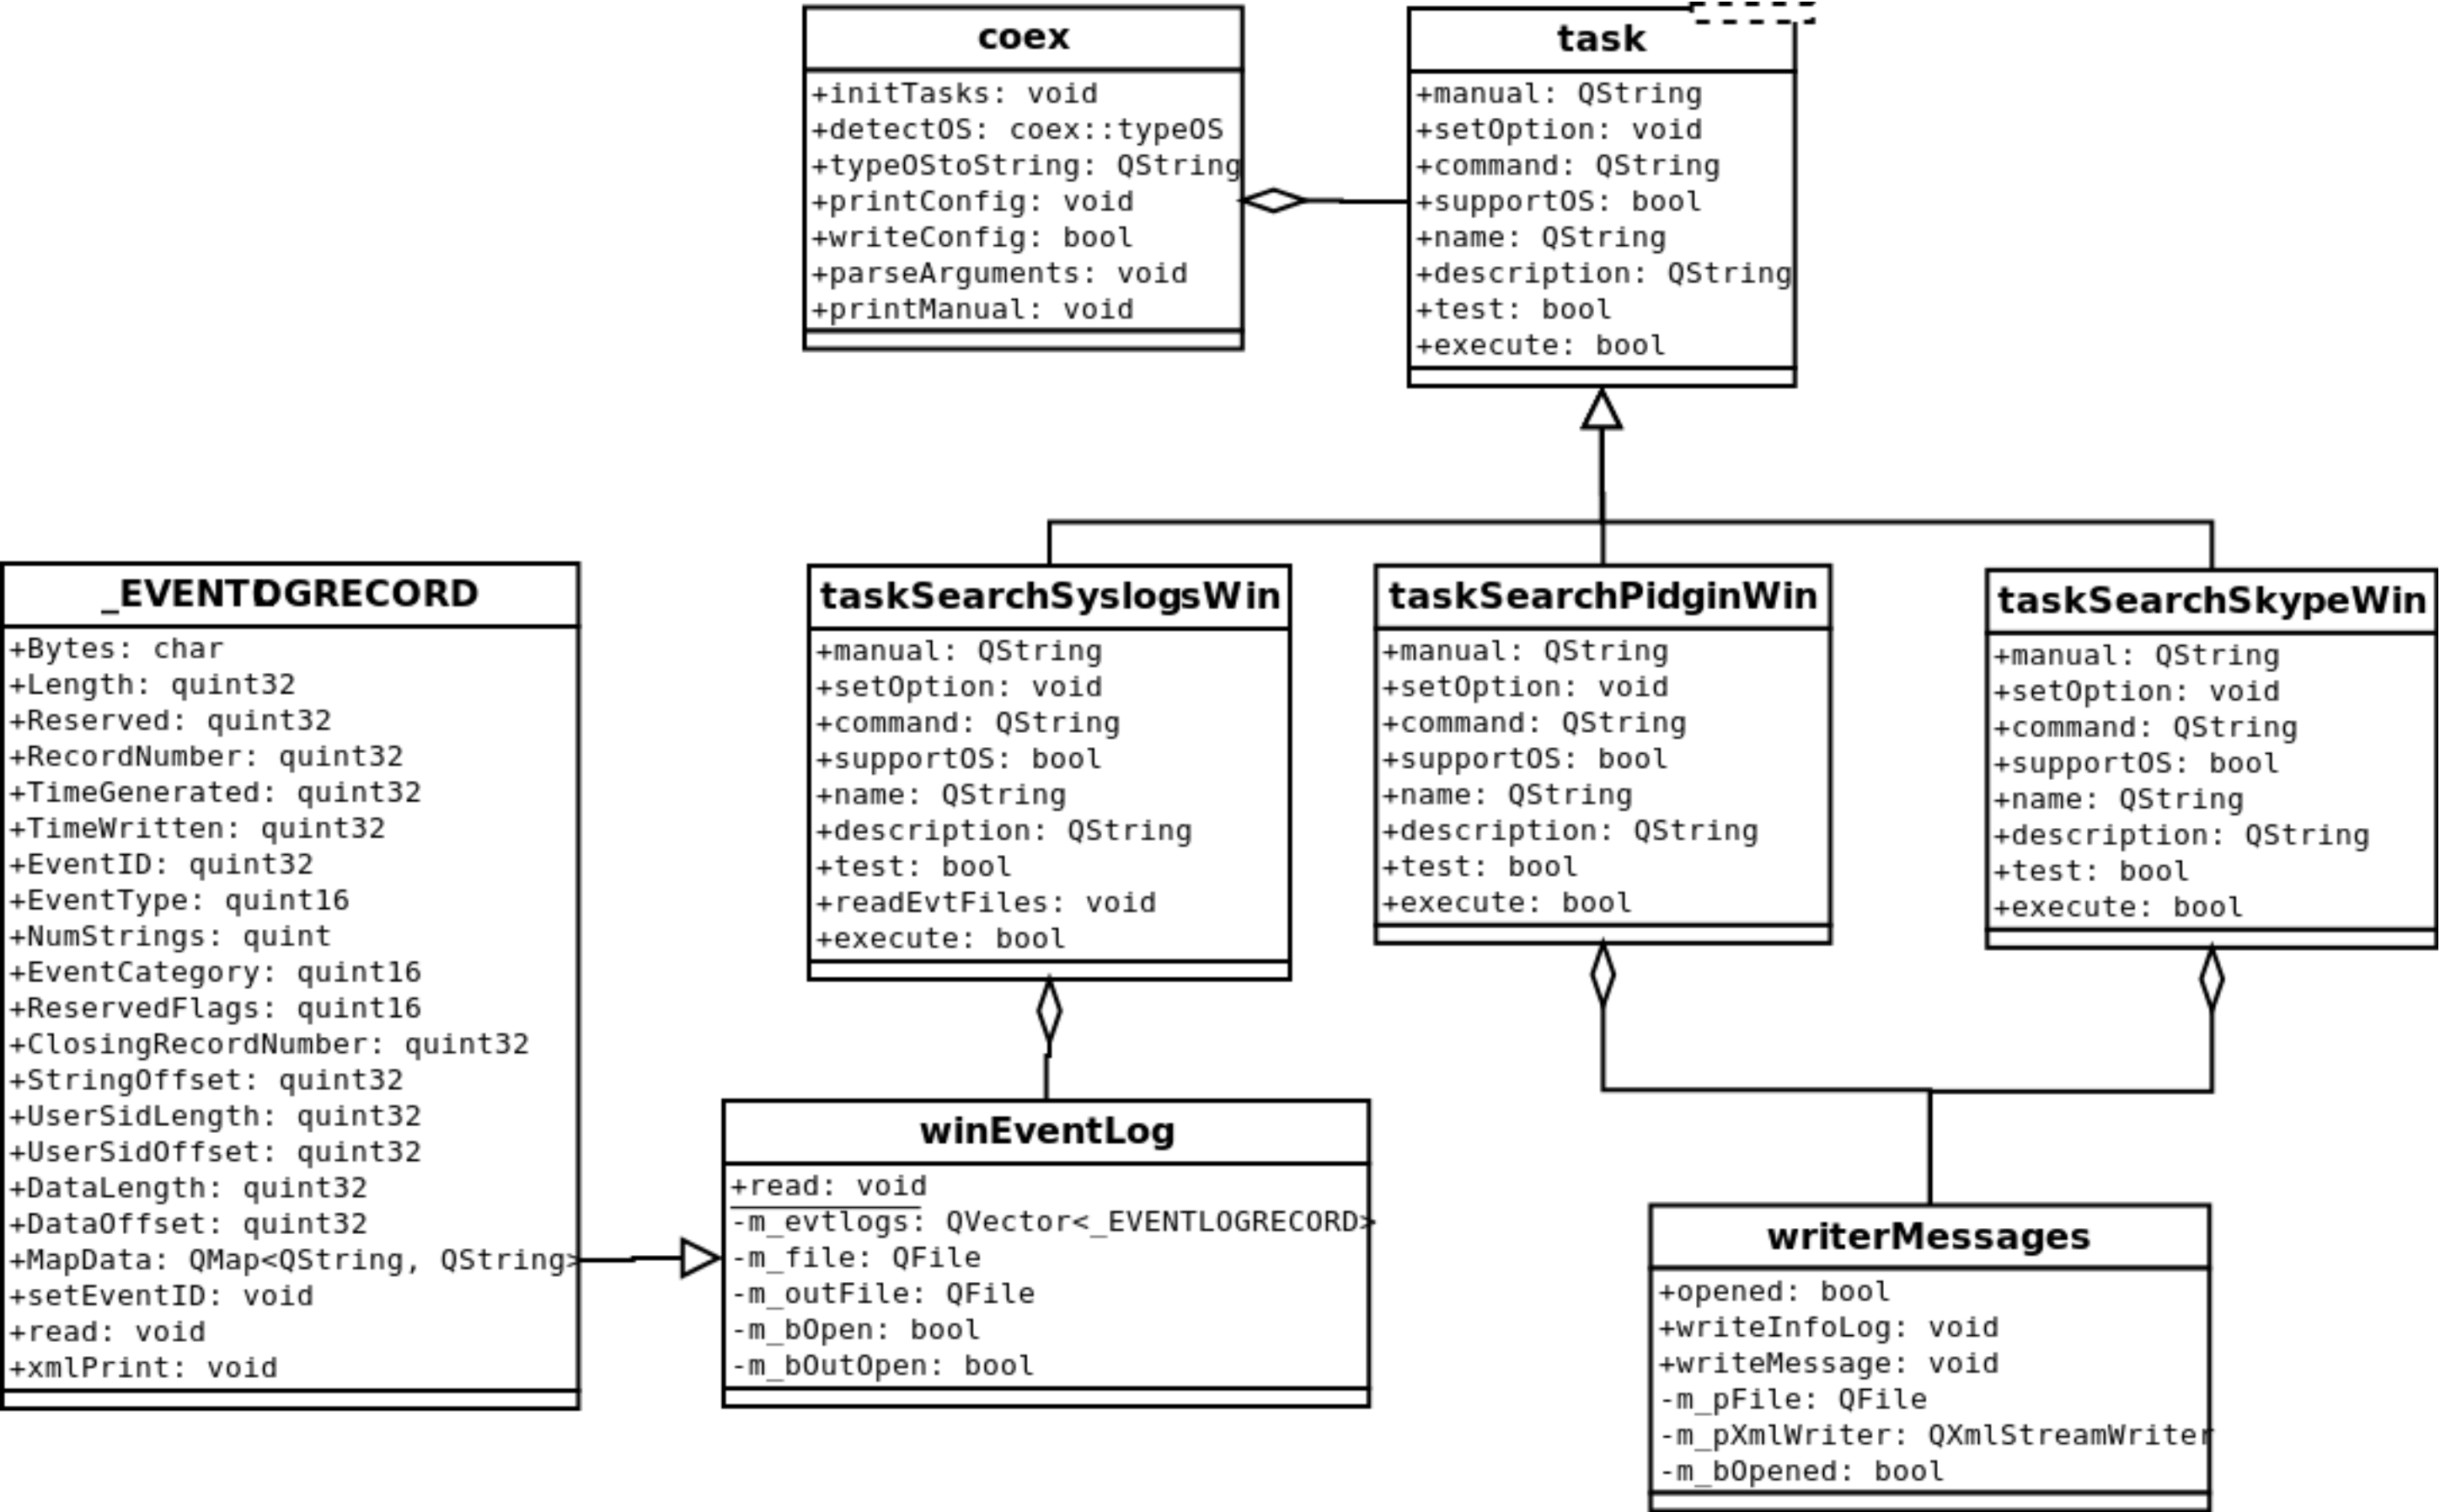 coex
+initTasks: void
+detectOS: coex::typeOS
+typeOStoString: QString
+printConfig: void
+writeConfig: bool
+parseArguments: void
+printManual: void
task
+manual: QString
+setOption: void
+command: QString
+supportOS: bool
+name: QString
+description: QString
+test: bool
+execute: bool
_EVENTLOGRECORD
+Bytes: char
+Length: quint32
+Reserved: quint32
+RecordNumber: quint32
+TimeGenerated: quint32
+TimeWritten: quint32
+EventID: quint32
+EventType: quint16
+NumStrings: quint
+EventCategory: quint16
+ReservedFlags: quint16
+ClosingRecordNumber: quint32
+StringOffset: quint32
+UserSidLength: quint32
+UserSidOffset: quint32
+DataLength: quint32
+DataOffset: quint32
+MapData: QMap<QString, QString>
+setEventID: void
+read: void
+xmlPrint: void
taskSearchSyslogsWin
+manual: QString
+setOption: void
+command: QString
+supportOS: bool
+name: QString
+description: QString
+test: bool
+readEvtFiles: void
+execute: bool
taskSearchPidginWin
+manual: QString
+setOption: void
+command: QString
+supportOS: bool
+name: QString
+description: QString
+test: bool
+execute: bool
taskSearchSkypeWin
+manual: QString
+setOption: void
+command: QString
+supportOS: bool
+name: QString
+description: QString
+test: bool
+execute: bool
winEventLog
+read: void
-m_evtlogs: QVector<_EVENTLOGRECORD>
-m_file: QFile
-m_outFile: QFile
-m_bOpen: bool
-m_bOutOpen: bool
writerMessages
+opened: bool
+writeInfoLog: void
+writeMessage: void
-m_pFile: QFile
-m_pXmlWriter: QXmlStreamWriter
-m_bOpened: bool